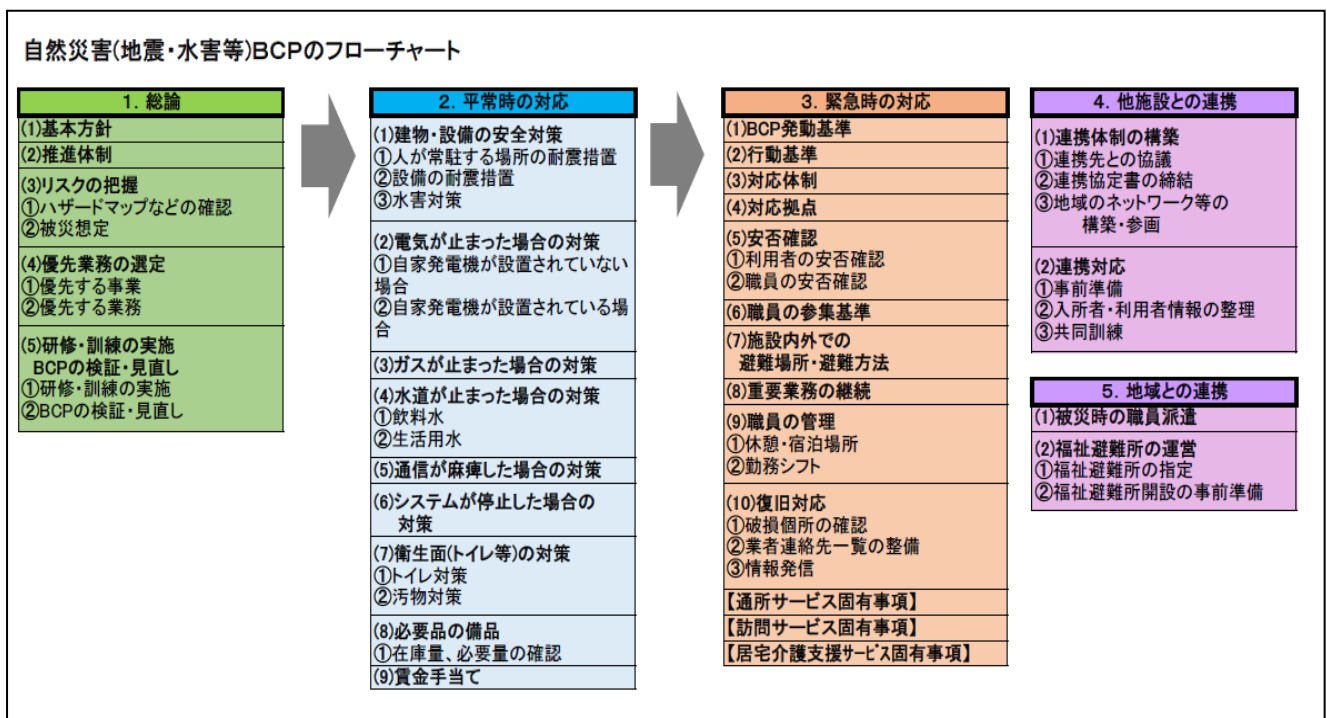 自然災害(地震・水害等)BCPのフローチャート
1．総論
(1)基本方針
(2)推進体制
(3)リスクの把握
①ハザードマップなどの確認
②被災想定
(4)優先業務の選定
①優先する事業
②優先する業務
(5)研修・訓練の実施
BCPの検証・見直し
①研修・訓練の実施
②BCPの検証・見直し
2．平常時の対応
(1)建物・設備の安全対策
①人が常駐する場所の耐震措置
②設備の耐震措置
③水害対策
(2)電気が止まった場合の対策
①自家発電機が設置されていない
場合
②自家発電機が設置されている場
合
(3)ガスが止まった場合の対策
(4)水道が止まった場合の対策
①飲料水
②生活用水
(5)通信が麻痺した場合の対策
(6)システムが停止した場合の
対策
(7)衛生面(トイレ等)の対策
①トイレ対策
②汚物対策
(8)必要品の備品
①在庫量、必要量の確認
(9)賃金手当て
3．緊急時の対応
(1)BCP発動基準
(2)行動基準
(3)対応体制
(4)対応拠点
(5)安否確認
①利用者の安否確認
②職員の安否確認
(6)職員の参集基準
(7)施設内外での
避難場所・避難方法
(8)重要業務の継続
(9)職員の管理
①休憩・宿泊場所
②勤務シフト
(10)復旧対応
①破損個所の確認
②業者連絡先一覧の整備
③情報発信
【通所サービス固有事項】
【訪問サービス固有事項】
【居宅介護支援サービス固有事項】
4．他施設との連携
(1)連携体制の構築
①連携先との協議
②連携協定書の締結
③地域のネットワーク等の
構築・参画
(2)連携対応
①事前準備
②入所者・利用者情報の整理
③共同訓練
5．地域との連携
(1)被災時の職員派遣
(2)福祉避難所の運営
①福祉避難所の指定
②福祉避難所開設の事前準備